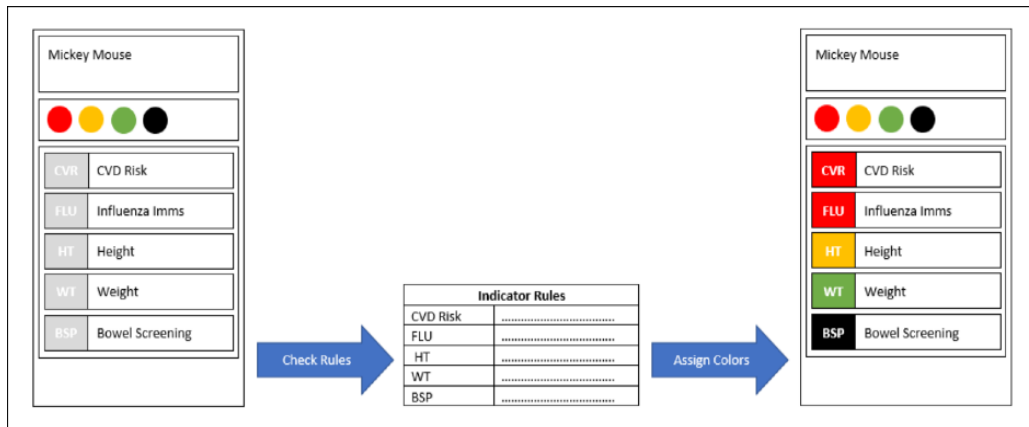 Mickey Mouse
CVR CVD Risk
FLU Influenza Imms
HT Height
WT Weight
BSP Bowel Screening
Check Rules
Indicator Rules
CVD Risk ....................................
FLU ....................................
HT ....................................
WT ....................................
BSP ....................................
Assign Colors
Mickey Mouse
CVR CVD Risk
FLU Influenza Imms
HT Height
WT Weight
BSP Bowel Screening